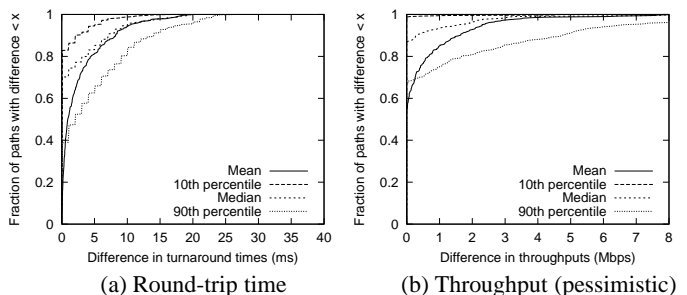 Fraction of paths with difference < x
1
0.8
0.6
0.4
0.2
0
Mean
10th percentile
Median
90th percentile
0 5 10 15 20 25 30 35 40
Difference in turnaround times (ms)
(a) Round-trip time
Fraction of paths with difference < x
1
0.8
0.6
0.4
0.2
0
Mean
10th percentile
Median
90th percentile
0 1 2 3 4 5 6 7 8
Difference in throughputs (Mbps)
(b) Throughput (pessimistic)